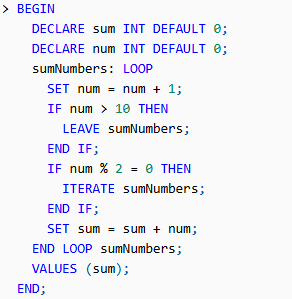 > BEGIN
DECLARE sum INT DEFAULT 0;
DECLARE num INT DEFAULT 0;
sumNumbers: LOOP
SET num = num + 1;
IF num > 10 THEN
LEAVE sumNumbers;
END IF;
IF num % 2 = 0 THEN
ITERATE sumNumbers;
END IF;
SET sum = sum + num;
END LOOP sumNumbers;
VALUES (sum);
END;